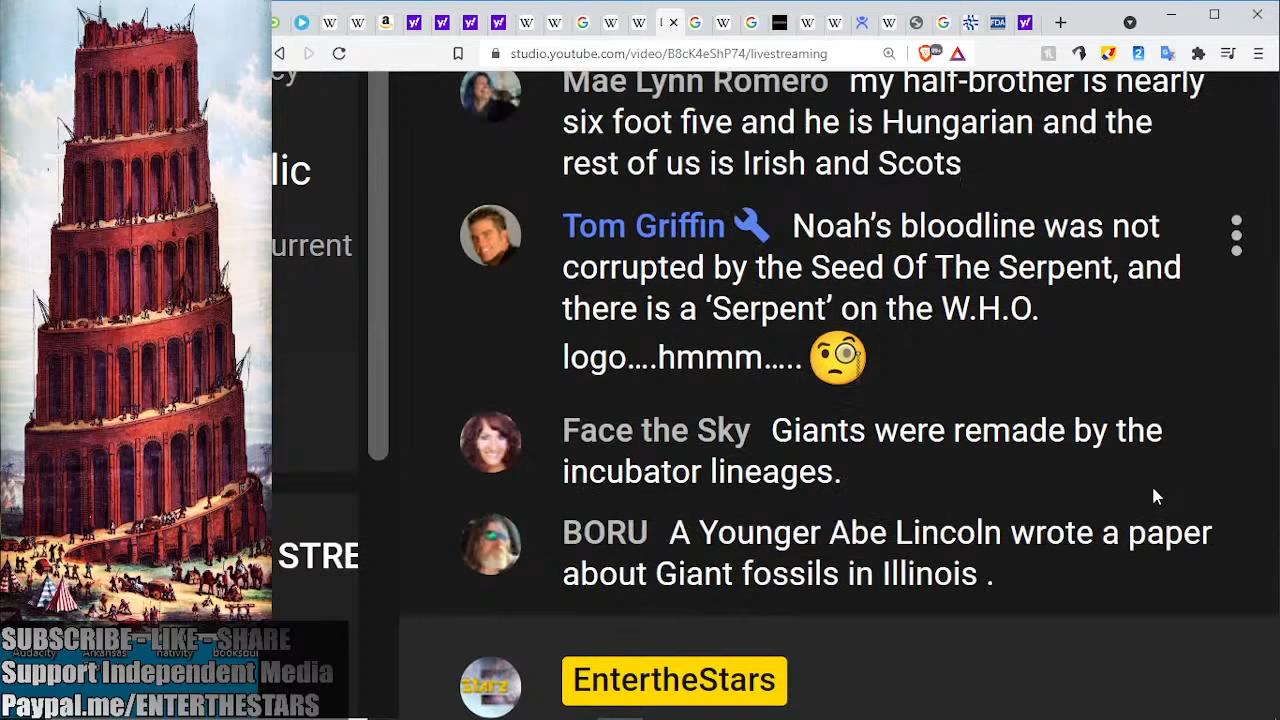 studio.youtube.com/video/B8cK4eShP74/livestreaming
Mae Lynn Romero my half-brother is nearly
six foot five and he is Hungarian and the
rest of us is Irish and Scots
lic
urrent
Tom Griffin Noah’s bloodline was not
corrupted by the Seed Of The Serpent, and
there is a ‘Serpent’ on the W.H.O.
logo....hmmm.....
Face the Sky Giants were remade by the
incubator lineages.
BORU A Younger Abe Lincoln wrote a paper
about Giant fossils in Illinois .
STRE
EntertheStars
SUBSCRIBE - LIKE - SHARE
Audacity Arkansas nativity
Support Independent Media
Paypal.me/ENTERTHESTARS